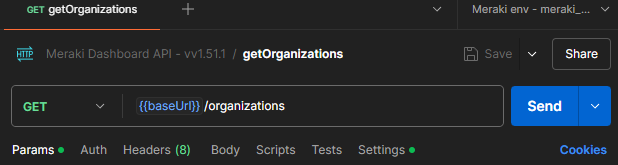 GET getOrganizations
Meraki env - meraki_...
HTTP Meraki Dashboard API - vv1.51.1 / getOrganizations
Save
Share
GET
{{baseUrl}} /organizations
Send
Params Auth Headers (8) Body Scripts Tests Settings Cookies